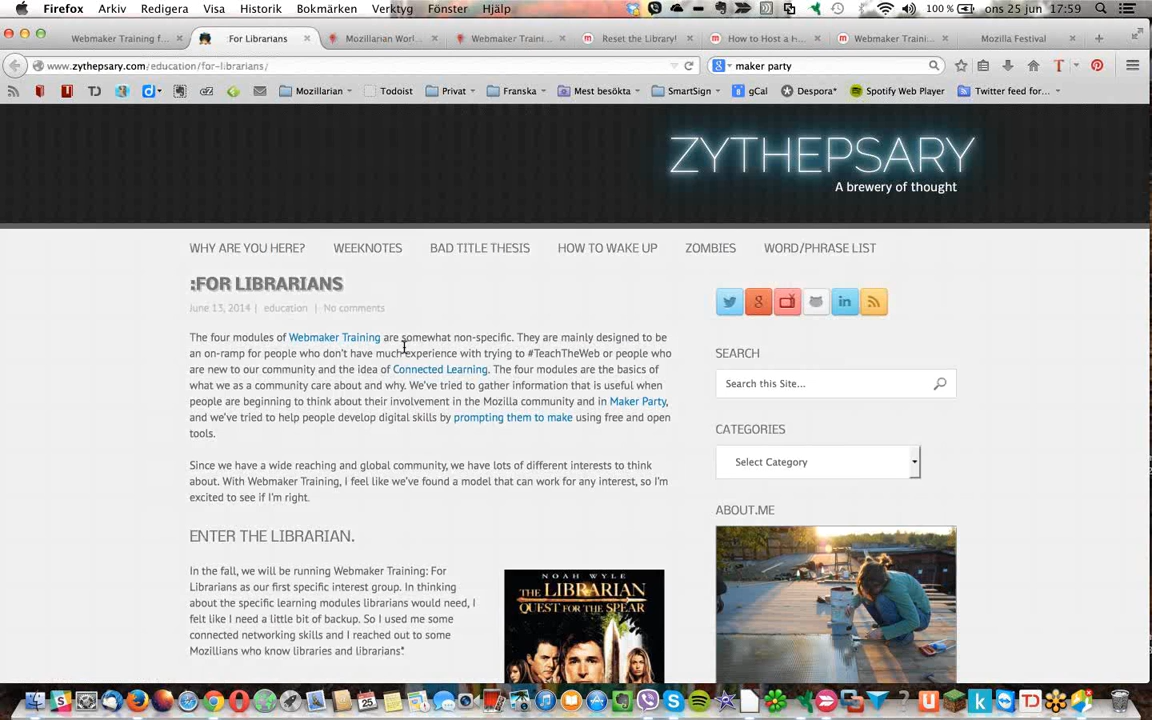 Firefox Arkiv Redigera Visa Historik Bokmärken Verktyg Fönster Hjälp 100 % ons 25 jun 17:59
Webmaker Training f... × For Librarians × Mozillarian Worl... × Webmaker Traini... × Reset the Library! × How to Host a H... × Webmaker Traini... × Mozilla Festival × +
www.zythepsary.com/education/for-librarians/ maker party
Mozillarian Todoist Privat Franska Mest besökta SmartSign gCal Despora* Spotify Web Player Twitter feed for...
ZYTHEPSARY
A brewery of thought
WHY ARE YOU HERE? WEEKNOTES BAD TITLE THESIS HOW TO WAKE UP ZOMBIES WORD/PHRASE LIST
:FOR LIBRARIANS
June 13, 2014 | education | No comments
The four modules of Webmaker Training are somewhat non-specific. They are mainly designed to be
an on-ramp for people who don't have much experience with trying to #TeachTheWeb or people who
are new to our community and the idea of Connected Learning. The four modules are the basics of
what we as a community care about and why. We've tried to gather information that is useful when
people are beginning to think about their involvement in the Mozilla community and in Maker Party,
and we've tried to help people develop digital skills by prompting them to make using free and open
tools.
Since we have a wide reaching and global community, we have lots of different interests to think
about. With Webmaker Training, I feel like we've found a model that can work for any interest, so I'm
excited to see if I'm right.
ENTER THE LIBRARIAN.
In the fall, we will be running Webmaker Training: For
Librarians as our first specific interest group. In thinking
about the specific learning modules librarians would need, I
felt like I need a little bit of backup. So I used me some
connected networking skills and I reached out to some
Mozillians who know libraries and librarians*.
NOAH WYLE
THE LIBRARIAN
QUEST FOR THE SPEAR
SEARCH
Search this Site...
CATEGORIES
Select Category
ABOUT.ME